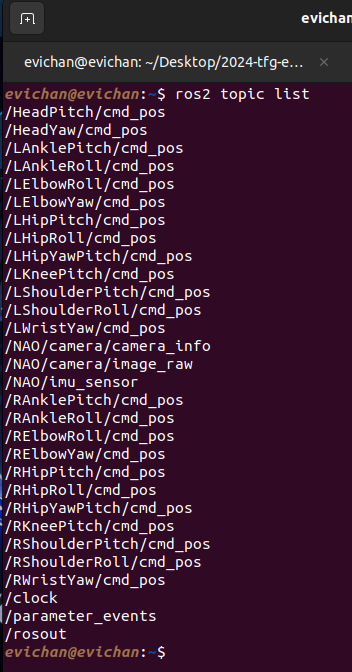 evichan
evichan@evichan: ~/Desktop/2024-tfg-e...
evichan@evichan:~$ ros2 topic list
/HeadPitch/cmd_pos
/HeadYaw/cmd_pos
/LAnklePitch/cmd_pos
/LAnkleRoll/cmd_pos
/LElbowRoll/cmd_pos
/LElbowYaw/cmd_pos
/LHipPitch/cmd_pos
/LHipRoll/cmd_pos
/LHipYawPitch/cmd_pos
/LKneePitch/cmd_pos
/LShoulderPitch/cmd_pos
/LShoulderRoll/cmd_pos
/LWristYaw/cmd_pos
/NAO/camera/camera_info
/NAO/camera/image_raw
/NAO/imu_sensor
/RAnklePitch/cmd_pos
/RAnkleRoll/cmd_pos
/RElbowRoll/cmd_pos
/RElbowYaw/cmd_pos
/RHipPitch/cmd_pos
/RHipRoll/cmd_pos
/RHipYawPitch/cmd_pos
/RKneePitch/cmd_pos
/RShoulderPitch/cmd_pos
/RShoulderRoll/cmd_pos
/RWristYaw/cmd_pos
/clock
/parameter_events
/rosout
evichan@evichan:~$